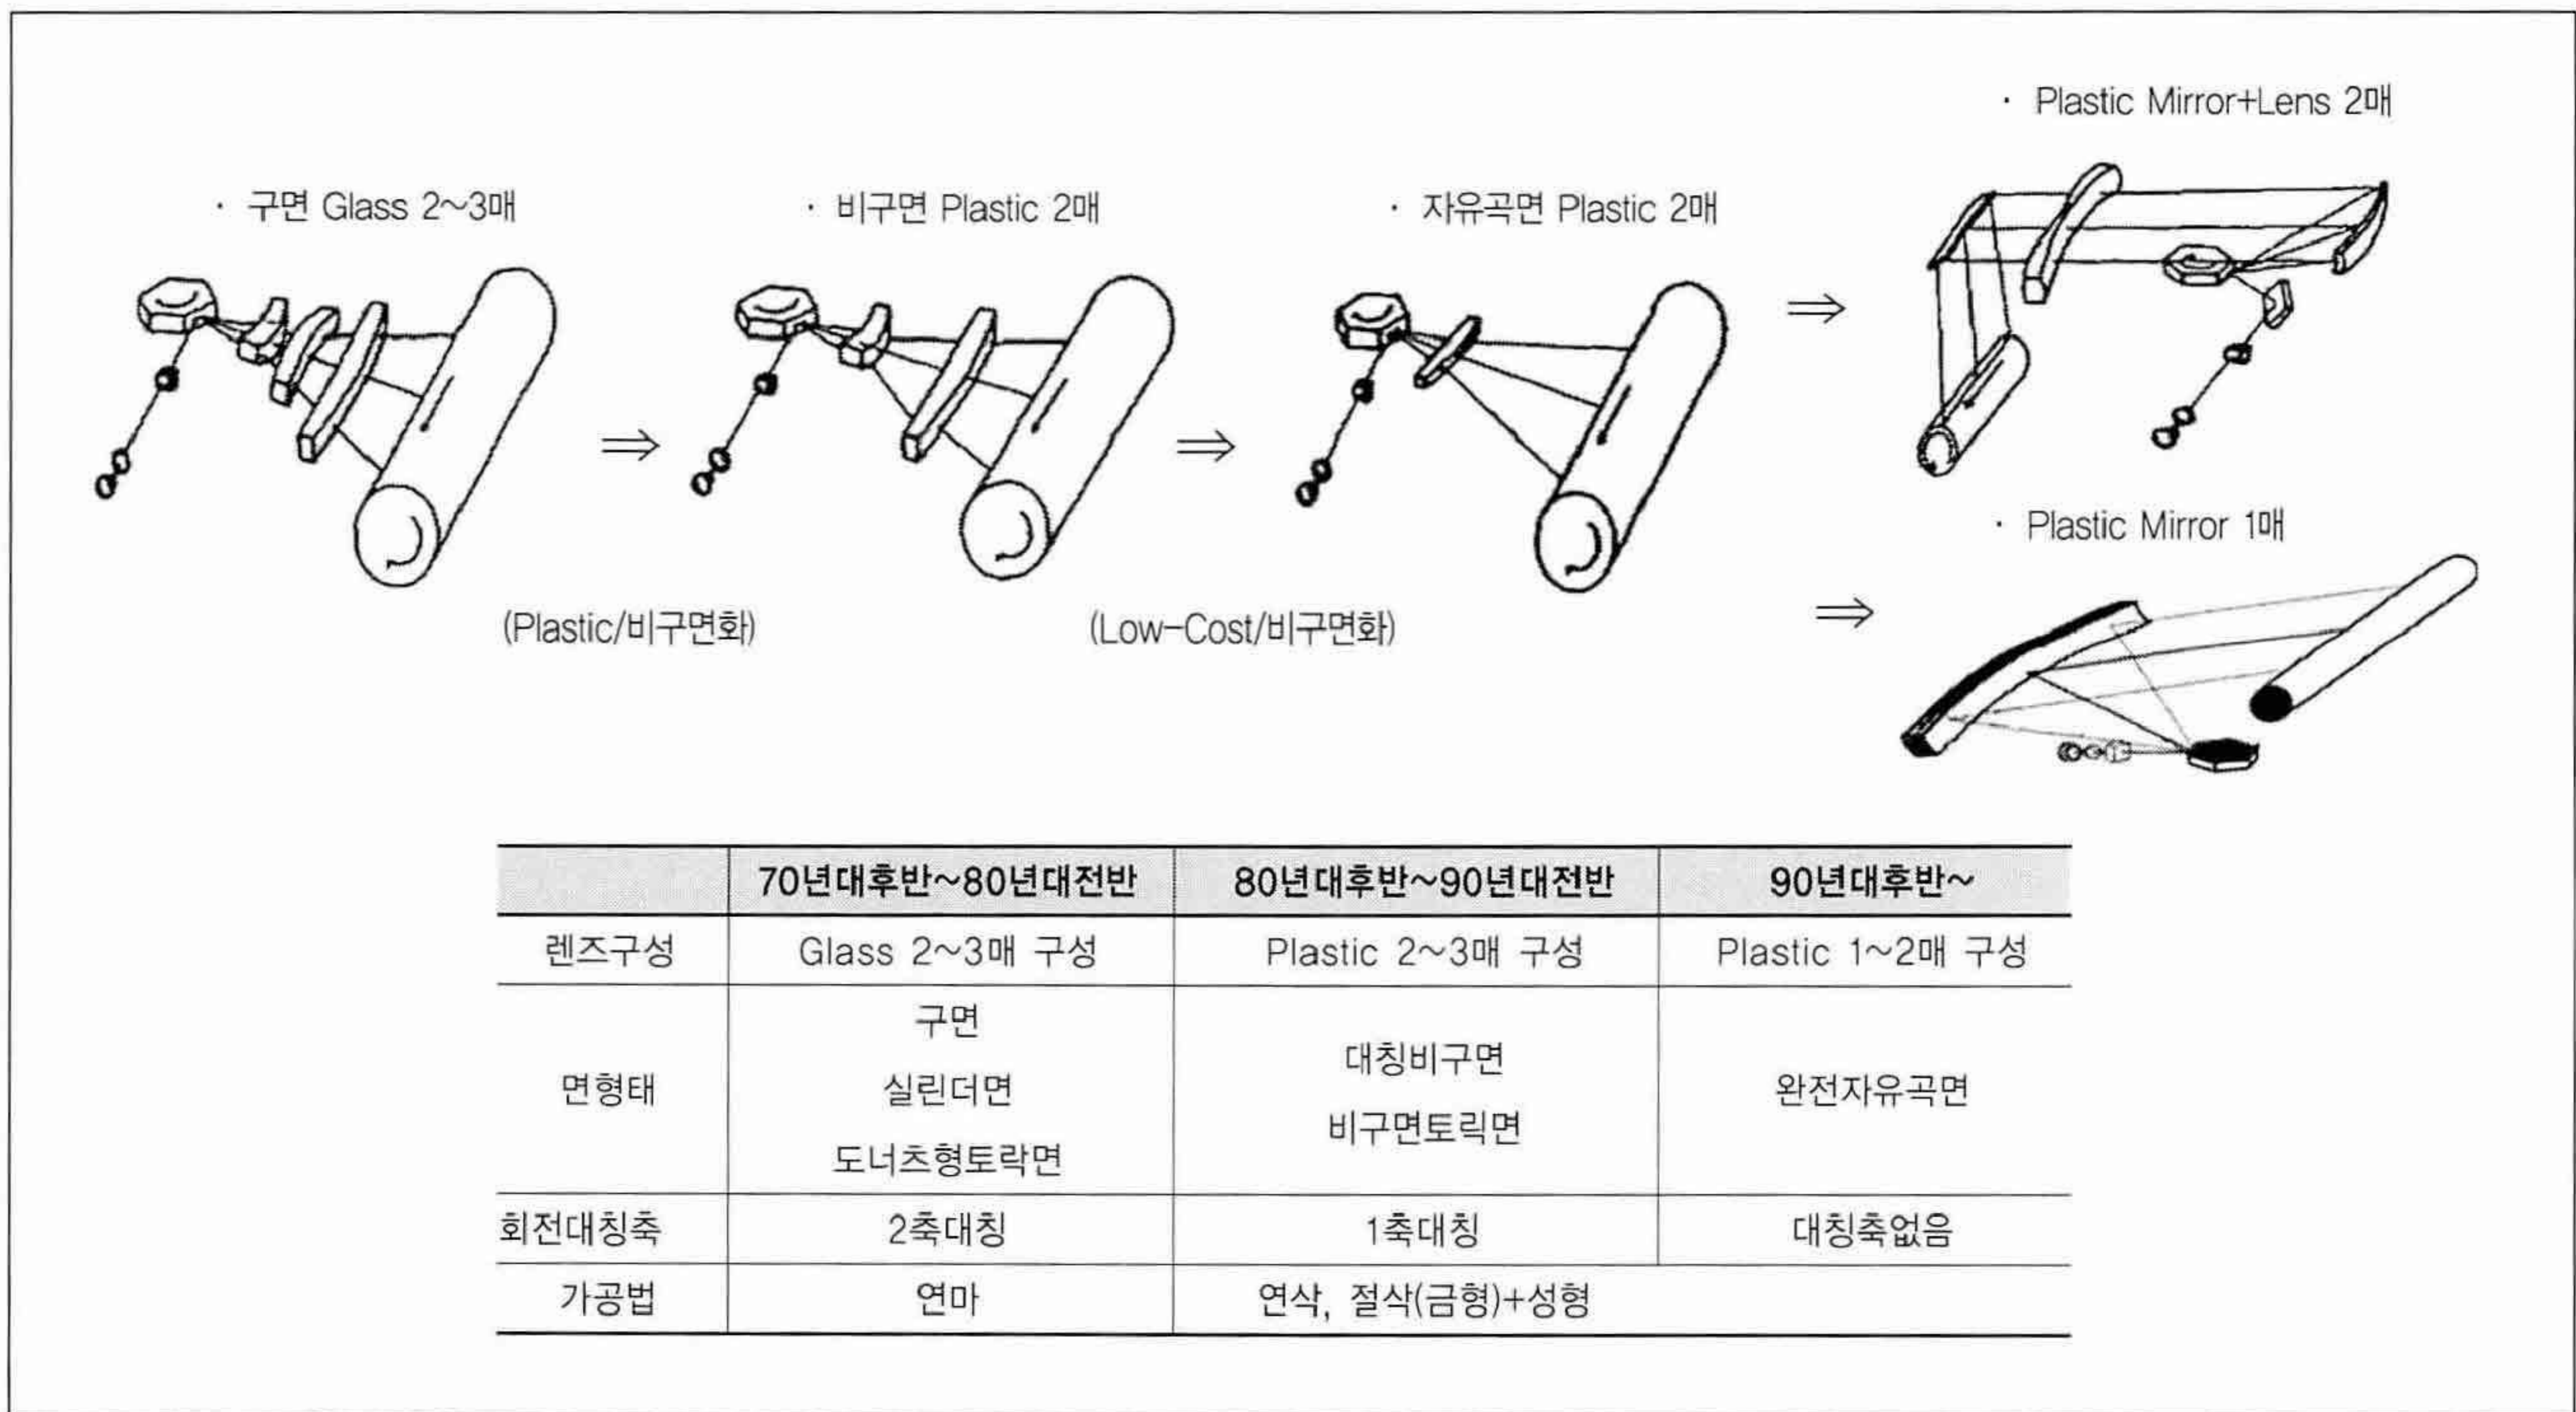 · Plastic Mirror+Lens 2매
· 구면 Glass 2~3매
· 비구면 Plastic 2매
· 자유곡면 Plastic 2매
· Plastic Mirror 1매
(Plastic/비구면화)
(Low-Cost/비구면화)
70년대후반~80년대전반 80년대후반~90년대전반 90년대후반~
렌즈구성 Glass 2~3매 구성 Plastic 2~3매 구성 Plastic 1~2매 구성
면형태
구면
실린더면
도너츠형토락면
대칭비구면
비구면토릭면
완전자유곡면
회전대칭축 2축대칭 1축대칭 대칭축없음
가공법 연마 연삭, 절삭(금형)+성형